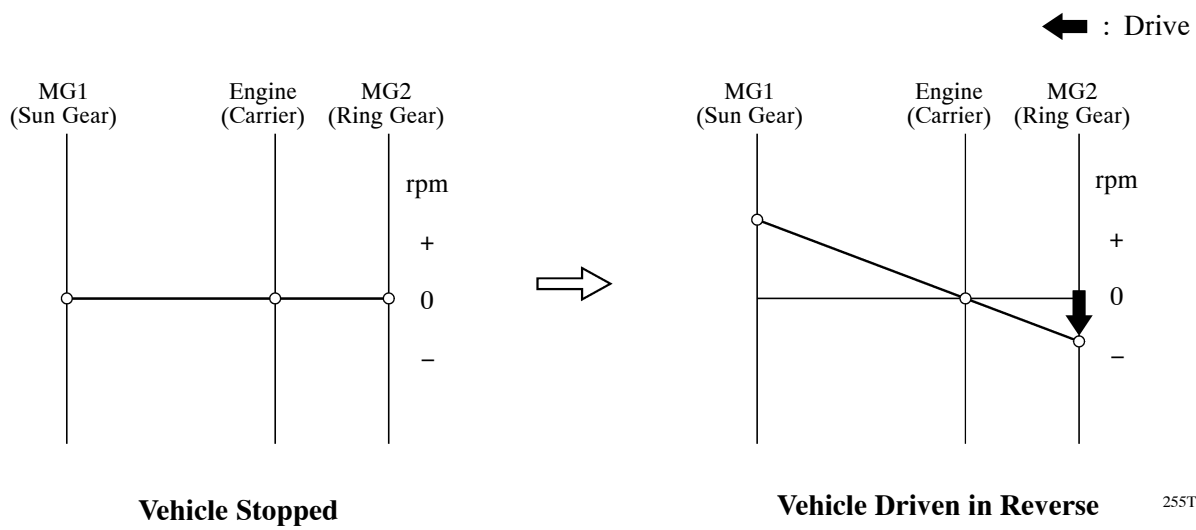 : Drive
MG1
(Sun Gear)
Engine
(Carrier)
MG2
(Ring Gear)
rpm
+
0
−
Vehicle Stopped
MG1
(Sun Gear)
Engine
(Carrier)
MG2
(Ring Gear)
rpm
+
0
−
Vehicle Driven in Reverse
255T